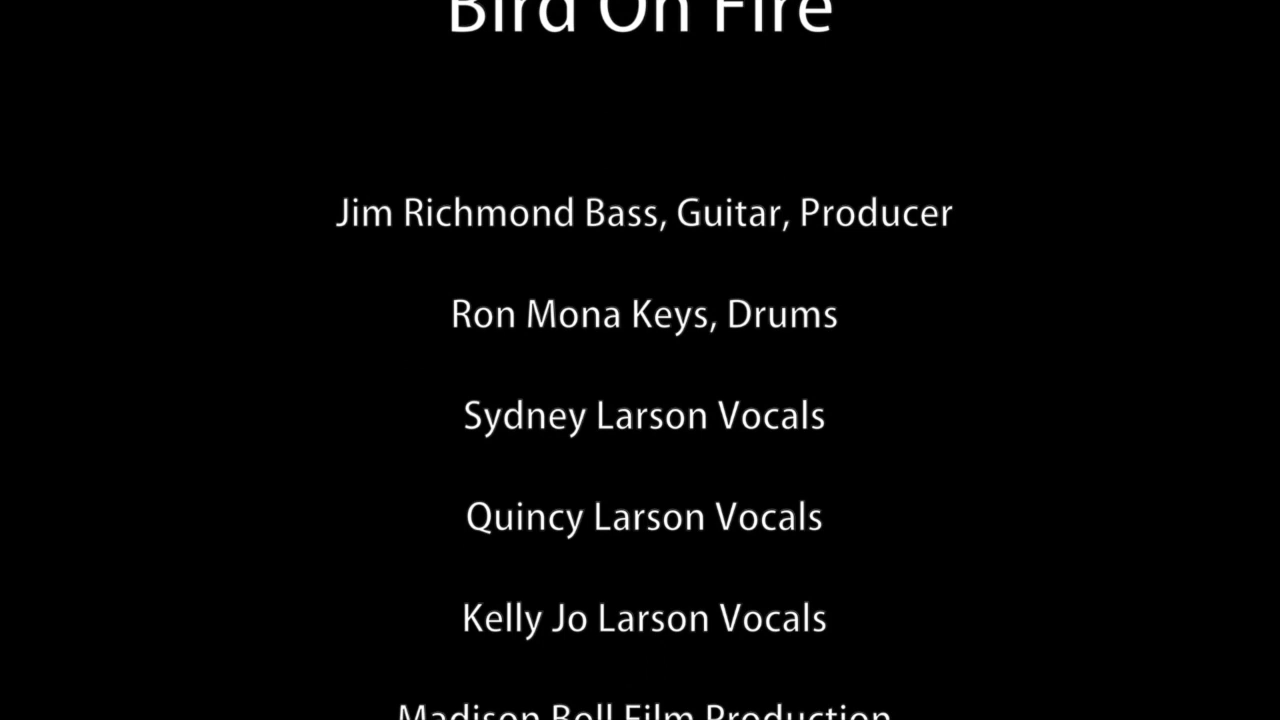 Bird On Fire
Jim Richmond Bass, Guitar, Producer
Ron Mona Keys, Drums
Sydney Larson Vocals
Quincy Larson Vocals
Kelly Jo Larson Vocals
Madison Bell Film Production